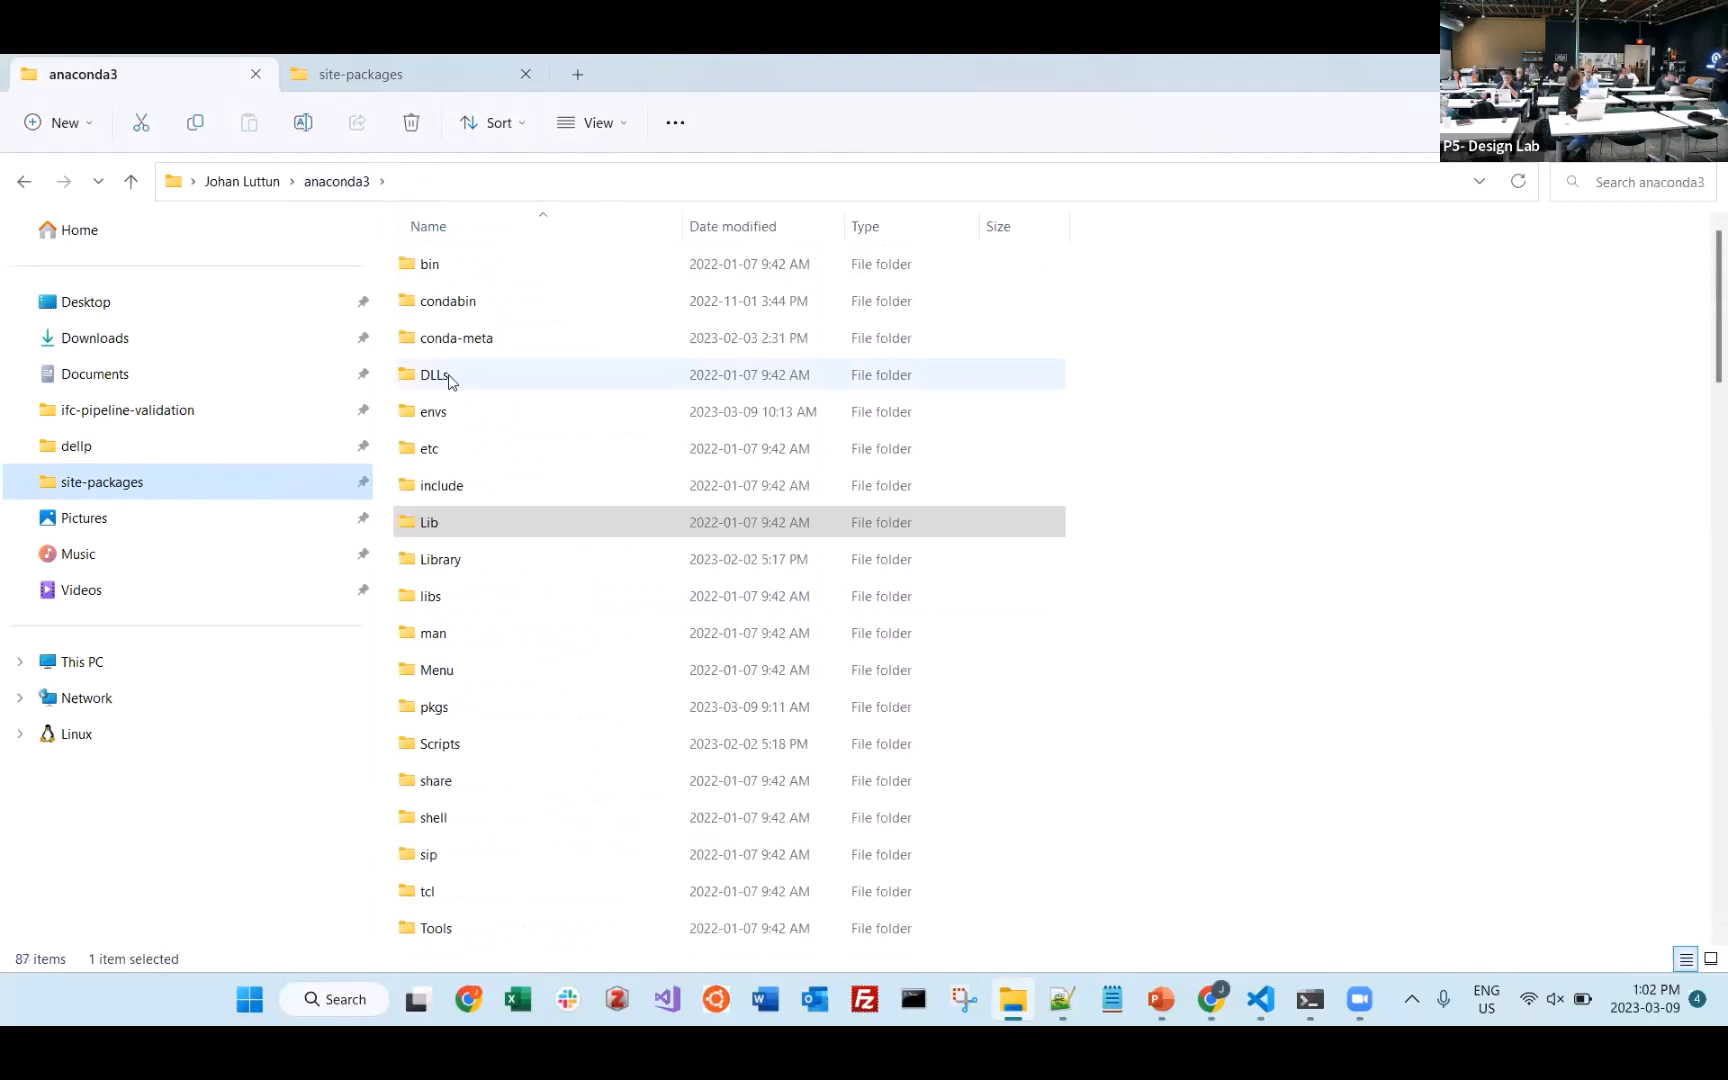 anaconda3
site-packages
New
Sort
View
P5- Design Lab
Johan Luttun > anaconda3 >
Search anaconda3
Home
Desktop
Downloads
Documents
ifc-pipeline-validation
dellp
site-packages
Pictures
Music
Videos
This PC
Network
Linux
Name Date modified Type Size
bin 2022-01-07 9:42 AM File folder
condabin 2022-11-01 3:44 PM File folder
conda-meta 2023-02-03 2:31 PM File folder
DLLs 2022-01-07 9:42 AM File folder
envs 2023-03-09 10:13 AM File folder
etc 2022-01-07 9:42 AM File folder
include 2022-01-07 9:42 AM File folder
Lib 2022-01-07 9:42 AM File folder
Library 2023-02-02 5:17 PM File folder
libs 2022-01-07 9:42 AM File folder
man 2022-01-07 9:42 AM File folder
Menu 2022-01-07 9:42 AM File folder
pkgs 2023-03-09 9:11 AM File folder
Scripts 2023-02-02 5:18 PM File folder
share 2022-01-07 9:42 AM File folder
shell 2022-01-07 9:42 AM File folder
sip 2022-01-07 9:42 AM File folder
tcl 2022-01-07 9:42 AM File folder
Tools 2022-01-07 9:42 AM File folder
87 items 1 item selected
Search
ENG
US
1:02 PM
2023-03-09
4